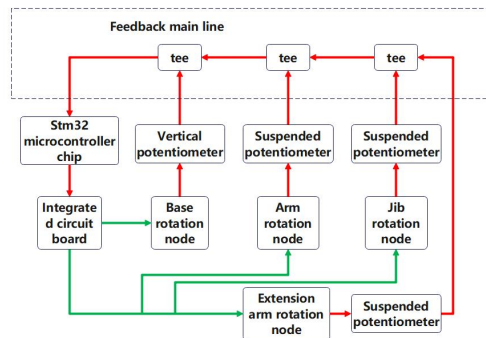 Feedback main line
tee
tee
tee
Stm32
microcontroller
chip
Vertical
potentiometer
Suspended
potentiometer
Suspended
potentiometer
Integrate
d circuit
board
Base
rotation
node
Arm
rotation
node
Jib
rotation
node
Extension
arm rotation
node
Suspended
potentiometer